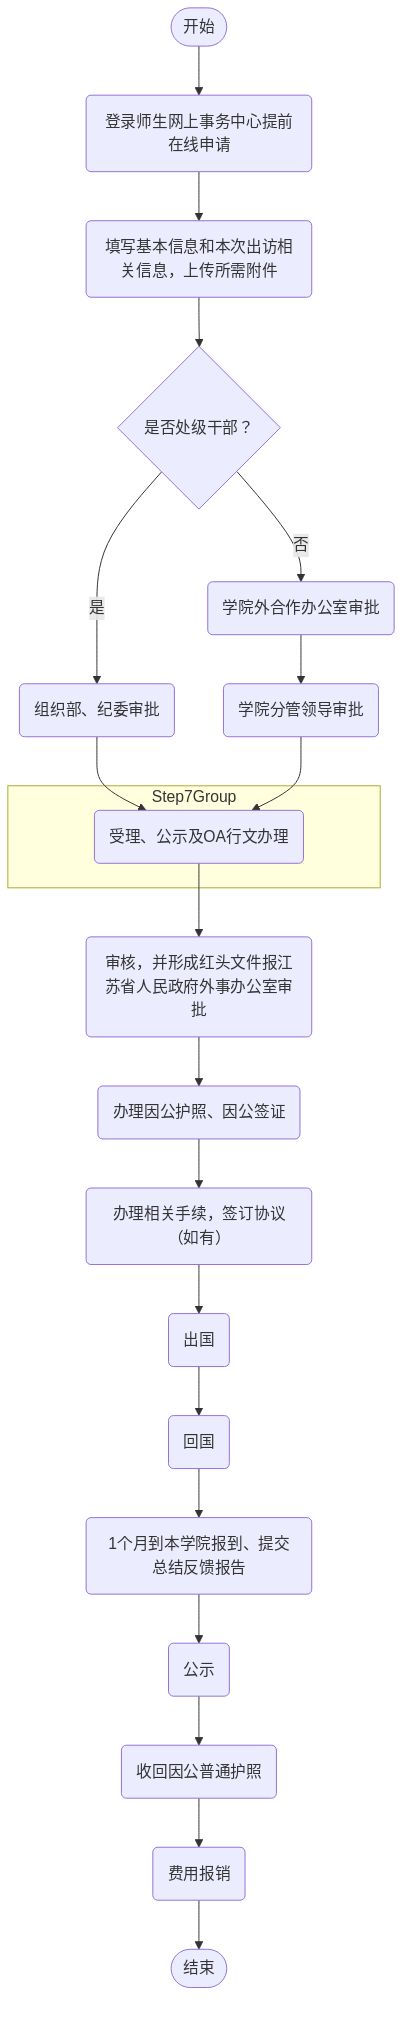 开始
登录师生网上事务中心提前
在线申请
填写基本信息和本次出访相
关信息，上传所需附件
是否处级干部？
否
学院外合作办公室审批
是
组织部、纪委审批
学院分管领导审批
Step7Group
受理、公示及OA行文办理
审核，并形成红头文件报江
苏省人民政府外事办公室审
批
办理因公护照、因公签证
办理相关手续，签订协议
（如有）
出国
回国
1个月到本学院报到、提交
总结反馈报告
公示
收回因公普通护照
费用报销
结束